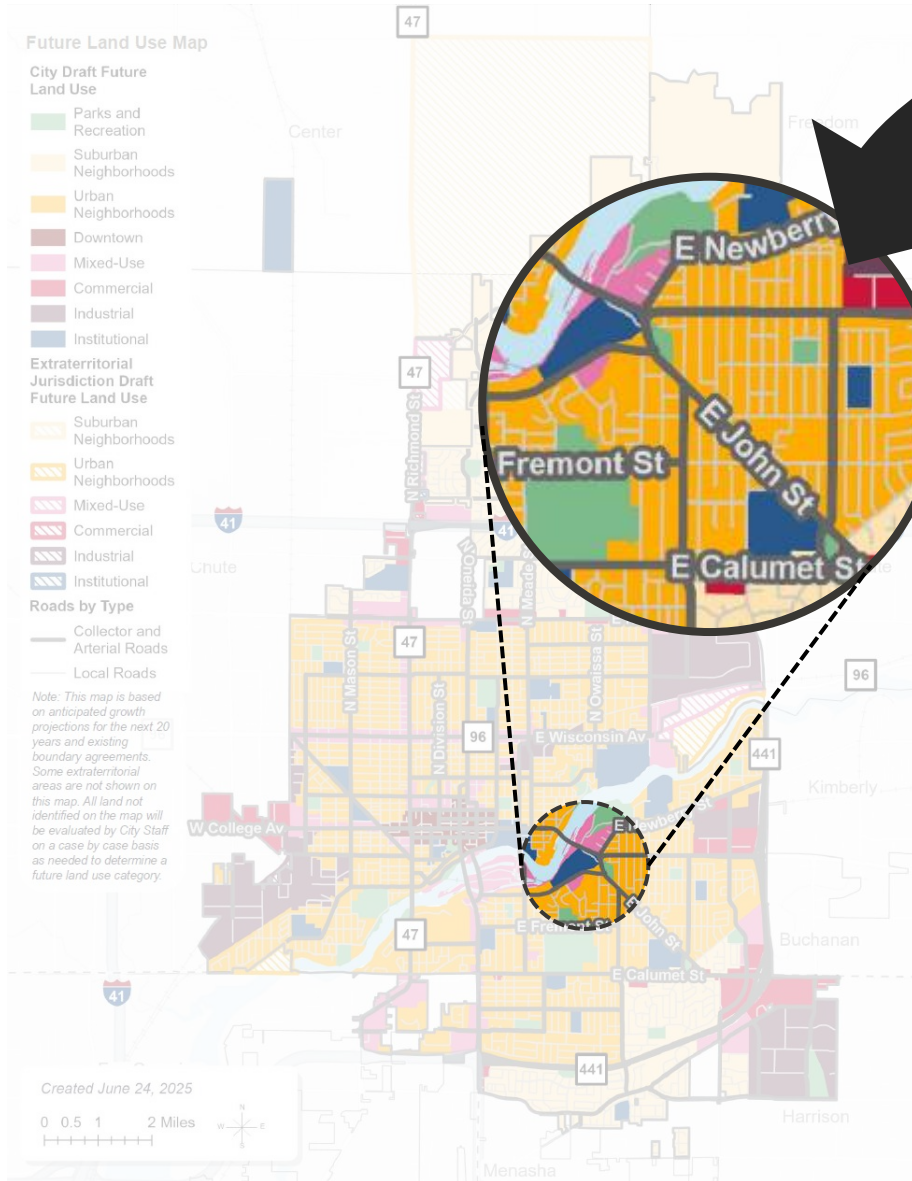 47
Future Land Use Map
City Draft Future
Land Use
Parks and
Recreation
Suburban
Neighborhoods
Urban
Neighborhoods
Downtown
Mixed-Use
Commercial
Industrial
Institutional
Extraterritorial
Jurisdiction Draft
Future Land Use
Suburban
Neighborhoods
Urban
Neighborhoods
Mixed-Use
Commercial
Industrial
Institutional
Roads by Type
Collector and
Arterial Roads
Local Roads
Note: This map is based
on anticipated growth
projections for the next 20
years and existing
boundary agreements.
Some extraterritorial
areas are not shown on
this map. All land not
identified on the map will
be evaluated by City Staff
on a case by case basis
as needed to determine a
future land use category.
Center
Freedom
E Newberry
E John St
Fremont St
E Calumet St
47
N Richmond St
41
41
N Oneida St
N Meade S
47
N Mason St
N Division St
N Owaissa St
96
96
E Wisconsin Av
441
Kimberly
W College Av
E Newberry St
47
E Fremont St
E John St
E Calumet St
Buchanan
41
441
Harrison
Menasha
Created June 24, 2025
0 0.5 1 2 Miles
N
W E
S